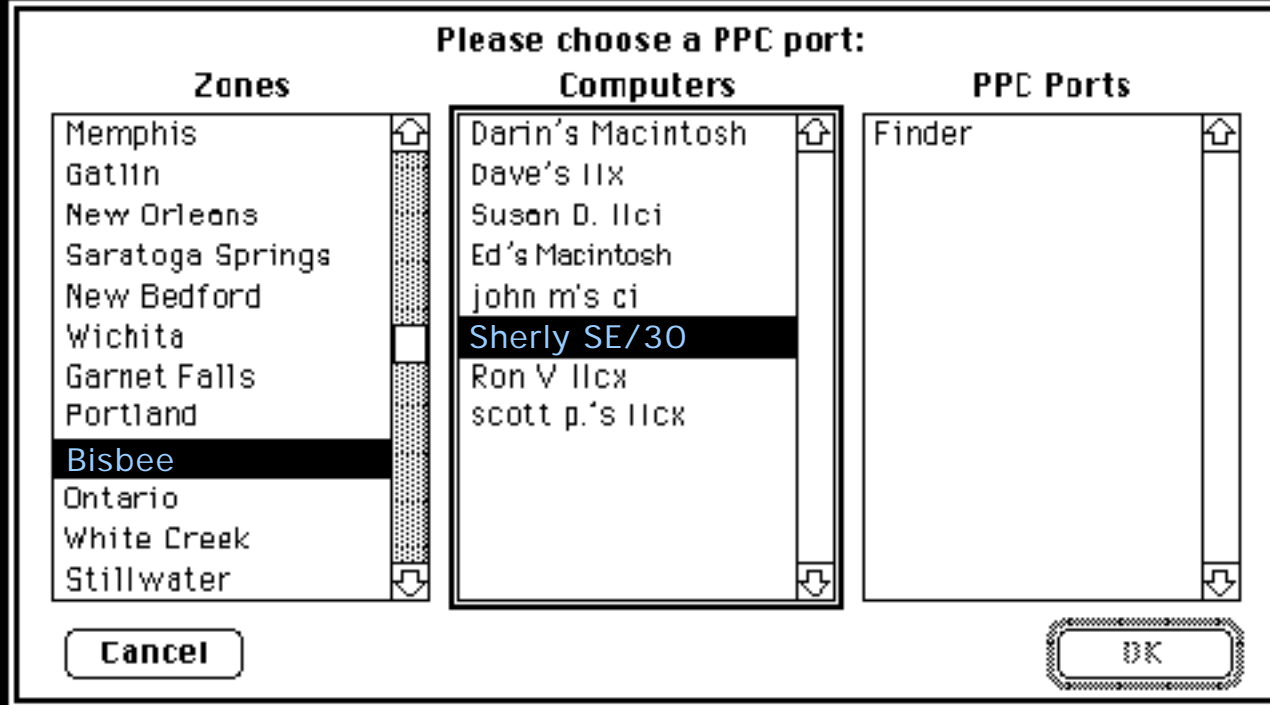 Please choose a PPC port:
Zones
Computers
PPC Ports
Memphis
Gatlin
New Orleans
Saratoga Springs
New Bedford
Wichita
Garnet Falls
Portland
Bisbee
Ontario
White Creek
Stillwater
Darin's Macintosh
Dave's IIx
Susan D. IIci
Ed's Macintosh
john m's ci
Sherly SE/30
Ron V IIcx
scott p.'s IIcx
Finder
Cancel
OK